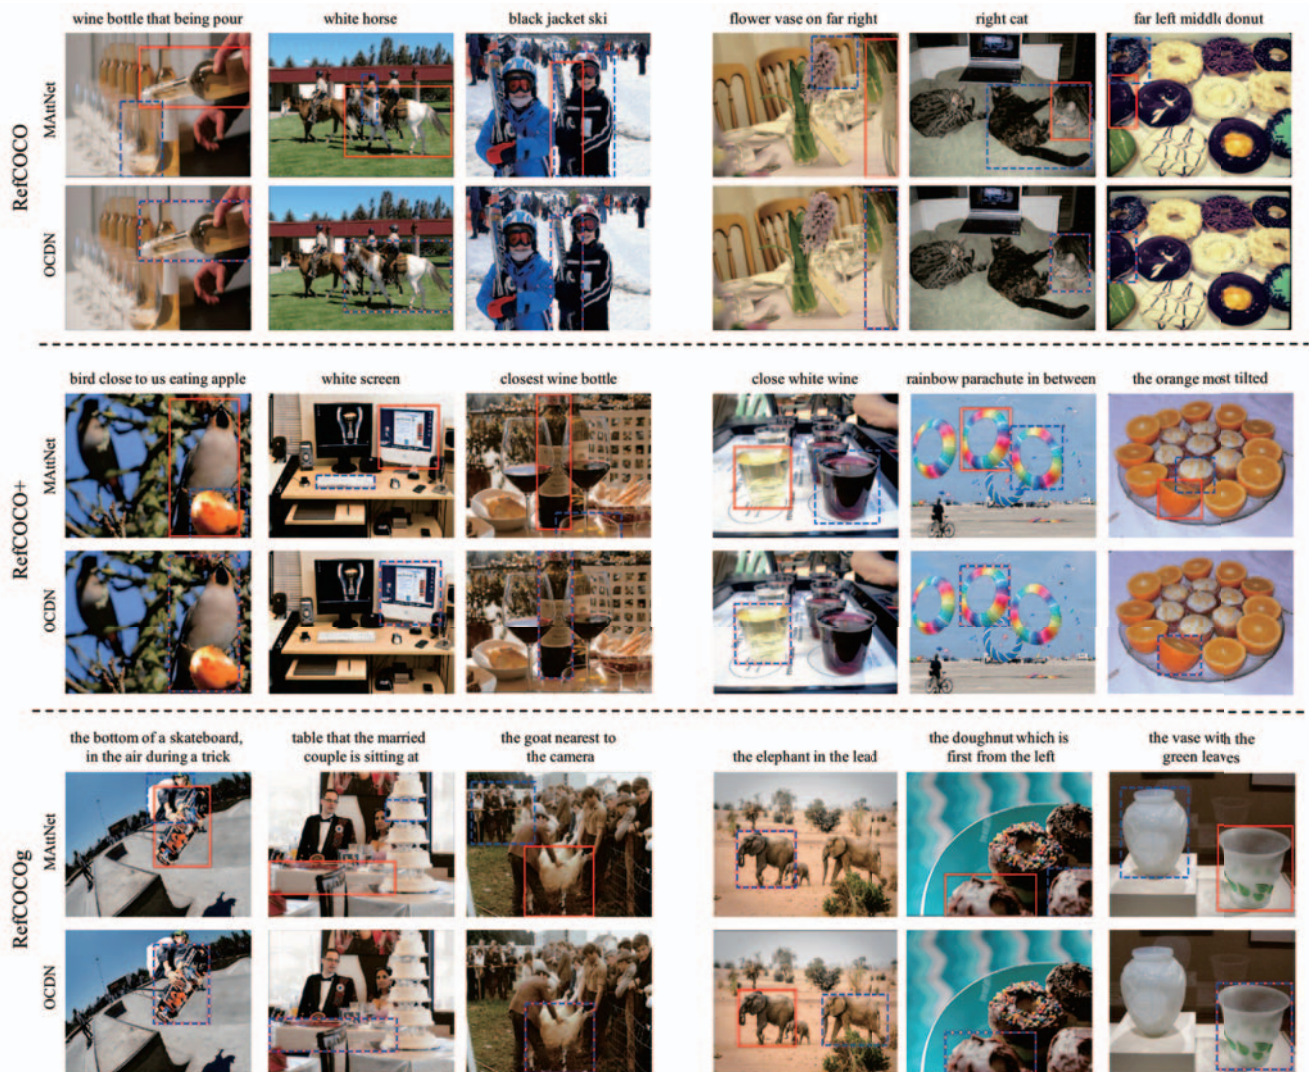 RefCOCO
wine bottle that being pour
white horse
black jacket ski
flower vase on far right
right cat
far left middle donut
MAttNet
OCDN
RefCOCO+
bird close to us eating apple
white screen
closest wine bottle
close white wine
rainbow parachute in between
the orange most tilted
MAttNet
OCDN
RefCOCOg
the bottom of a skateboard,
in the air during a trick
table that the married
couple is sitting at
the goat nearest to
the camera
the elephant in the lead
the doughnut which is
first from the left
the vase with the
green leaves
MAttNet
OCDN